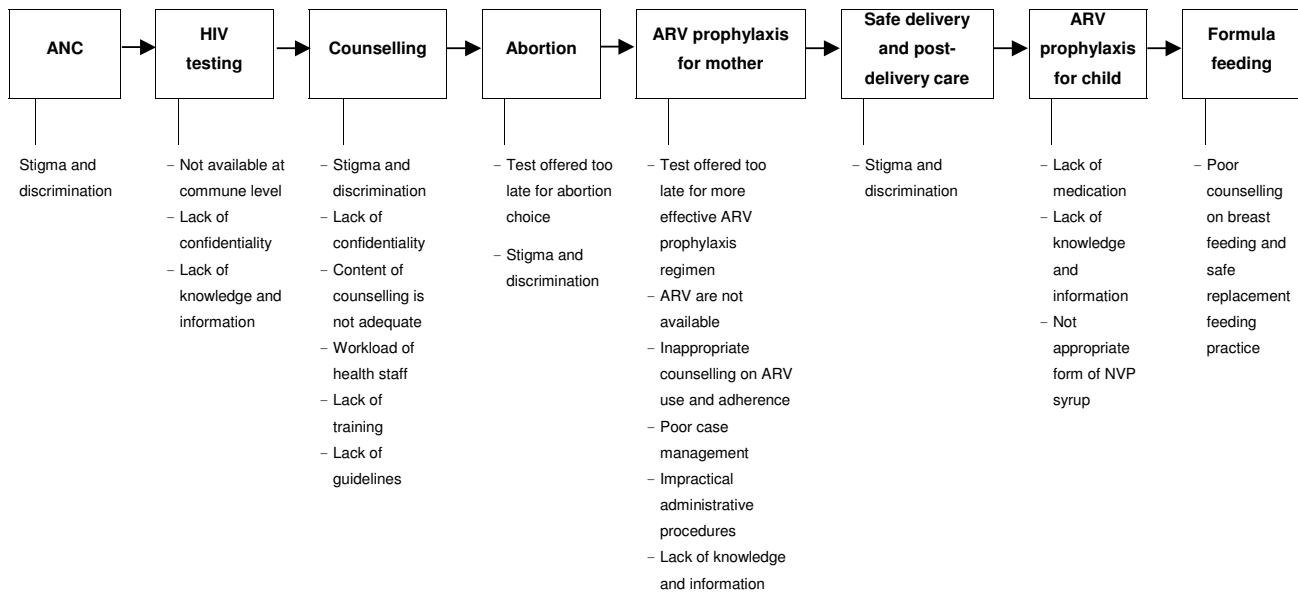 ANC
HIV
testing
Counselling
Abortion
ARV prophylaxis
for mother
Safe delivery
and post-
delivery care
ARV
prophylaxis
for child
Formula
feeding
Stigma and
discrimination
– Not available at
commune level
– Lack of
confidentiality
– Lack of
knowledge and
information
– Stigma and
discrimination
– Lack of
confidentiality
– Content of
counselling is
not adequate
– Workload of
health staff
– Lack of
training
– Lack of
guidelines
– Test offered too
late for abortion
choice
– Stigma and
discrimination
– Test offered too
late for more
effective ARV
prophylaxis
regimen
– ARV are not
available
– Inappropriate
counselling on ARV
use and adherence
– Poor case
management
– Impractical
administrative
procedures
– Lack of knowledge
and information
– Stigma and
discrimination
– Lack of
medication
– Lack of
knowledge
and
information
– Not
appropriate
form of NVP
syrup
– Poor
counselling
on breast
feeding and
safe
replacement
feeding
practice